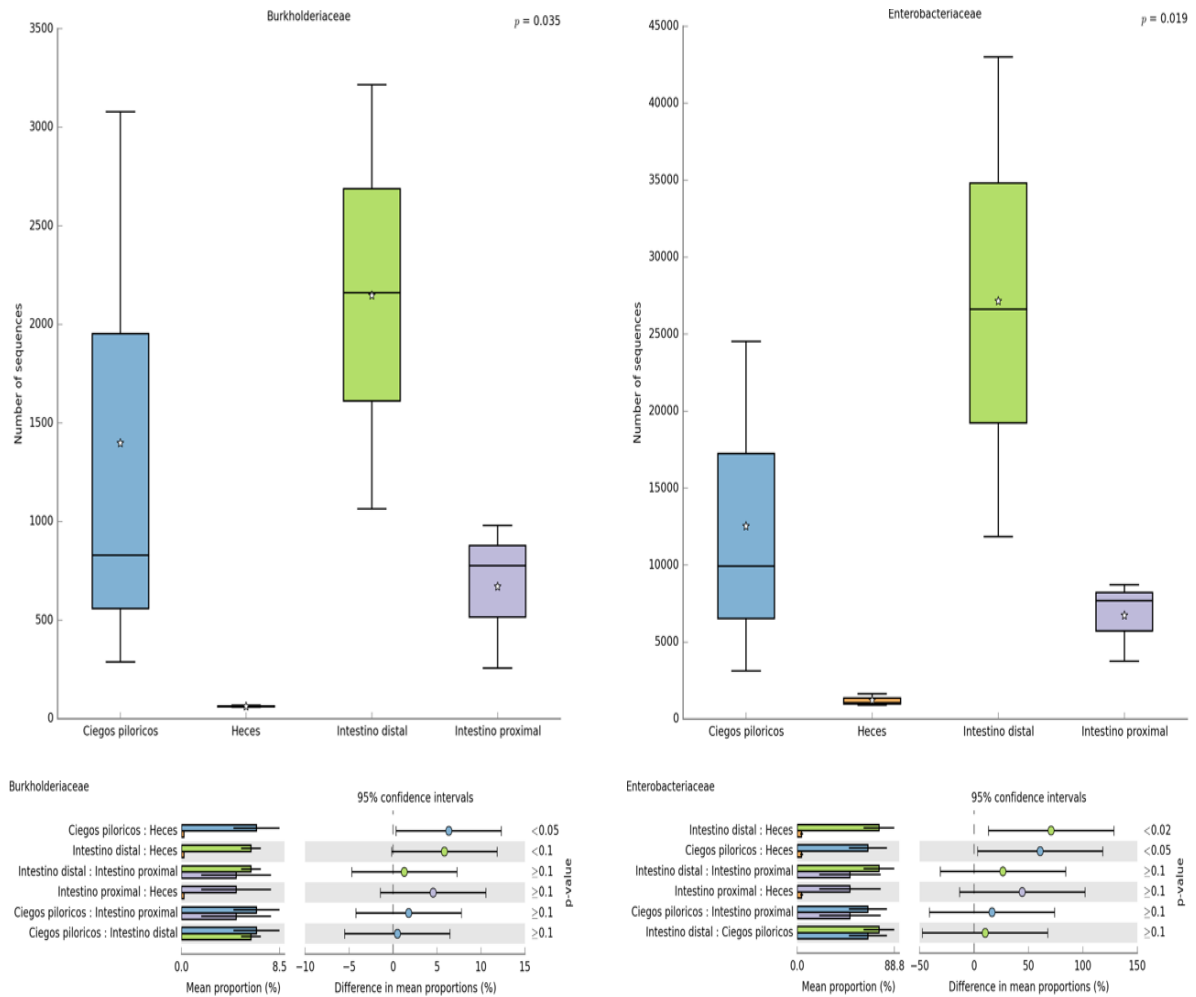 Burkholderiaceae
p = 0.035
3500
3000
2500
2000
1500
1000
500
0
Number of sequences
Ciegos piloricos Heces Intestino distal Intestino proximal
Enterobacteriaceae
p = 0.019
45000
40000
35000
30000
25000
20000
15000
10000
5000
0
Number of sequences
Ciegos piloricos Heces Intestino distal Intestino proximal
Burkholderiaceae
95% confidence intervals
Ciegos piloricos : Heces <0.05
Intestino distal : Heces <0.1
Intestino distal : Intestino proximal ≥0.1
Intestino proximal : Heces ≥0.1
Ciegos piloricos : Intestino proximal ≥0.1
Ciegos piloricos : Intestino distal ≥0.1
p-value
0.0 8.5 −10 −5 0 5 10 15
Mean proportion (%) Difference in mean proportions (%)
Enterobacteriaceae
95% confidence intervals
Intestino distal : Heces <0.02
Ciegos piloricos : Heces <0.05
Intestino distal : Intestino proximal ≥0.1
Intestino proximal : Heces ≥0.1
Ciegos piloricos : Intestino proximal ≥0.1
Intestino distal : Ciegos piloricos ≥0.1
p-value
0.0 88.8 −50 0 50 100 150
Mean proportion (%) Difference in mean proportions (%)